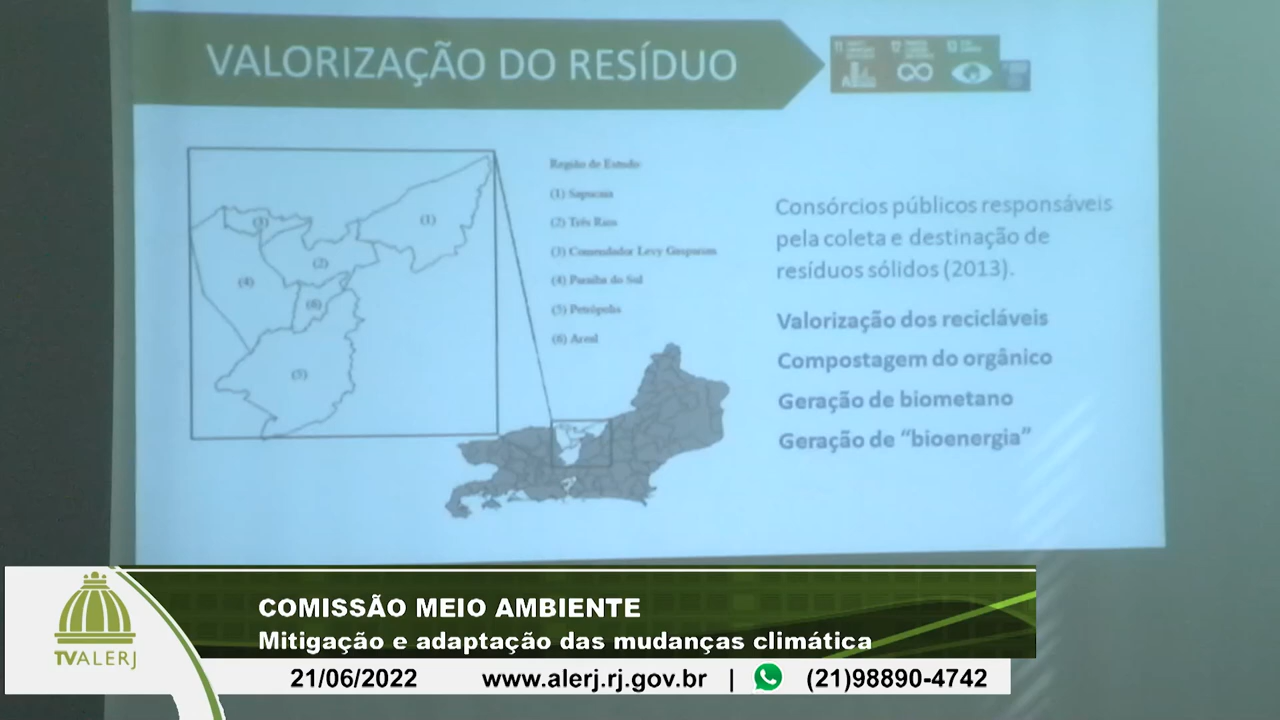 VALORIZAÇÃO DO RESÍDUO
11
12
13
Região de Estudo
(1) Sapucaia
(2) Três Rios
(3) Comendador Levy Gasparian
(4) Paraíba do Sul
(5) Petrópolis
(6) Areal
(1)
(3)
(2)
(4)
(6)
(5)
Consórcios públicos responsáveis
pela coleta e destinação de
resíduos sólidos (2013).
Valorização dos recicláveis
Compostagem do orgânico
Geração de biometano
Geração de “bioenergia”
COMISSÃO MEIO AMBIENTE
Mitigação e adaptação das mudanças climática
TVALERJ
21/06/2022 www.alerj.rj.gov.br | (21)98890-4742